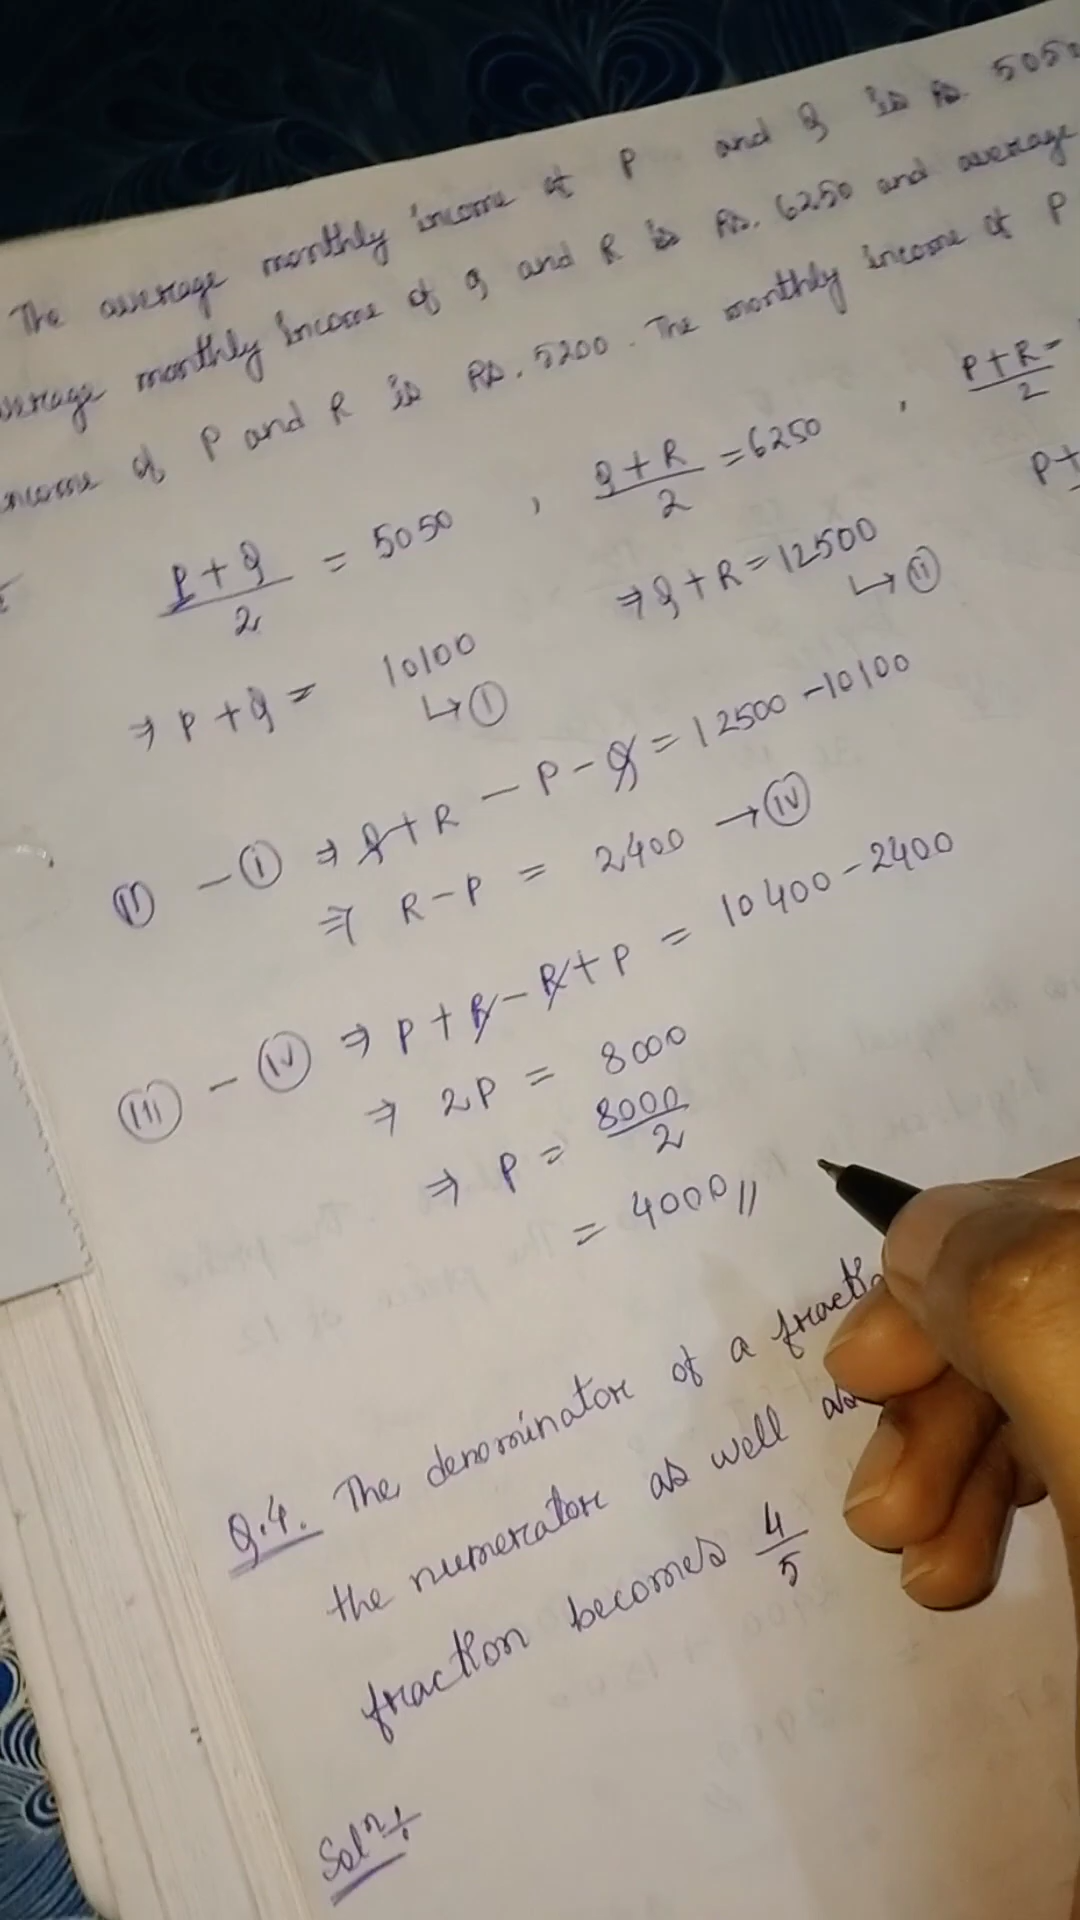 The average monthly income of P and Q is Rs. 5050
average monthly income of Q and R is Rs. 6250 and average
income of P and R is Rs. 5200. The monthly income of P
P + Q / 2 = 5050 , Q + R / 2 = 6250 , P + R / 2 =
⇒ P + Q = 10100 ⇒ Q + R = 12500 P +
↳ (I) ↳ (II)
(II) - (I) ⇒ Q + R - P - Q = 12500 - 10100
⇒ R - P = 2400 → (IV)
(III) - (IV) ⇒ P + R - R + P = 10400 - 2400
⇒ 2P = 8000
⇒ P = 8000 / 2
= 4000 //
Q.4. The denominator of a fractio
the numerator as well as
fraction becomes 4/5
Solⁿ: